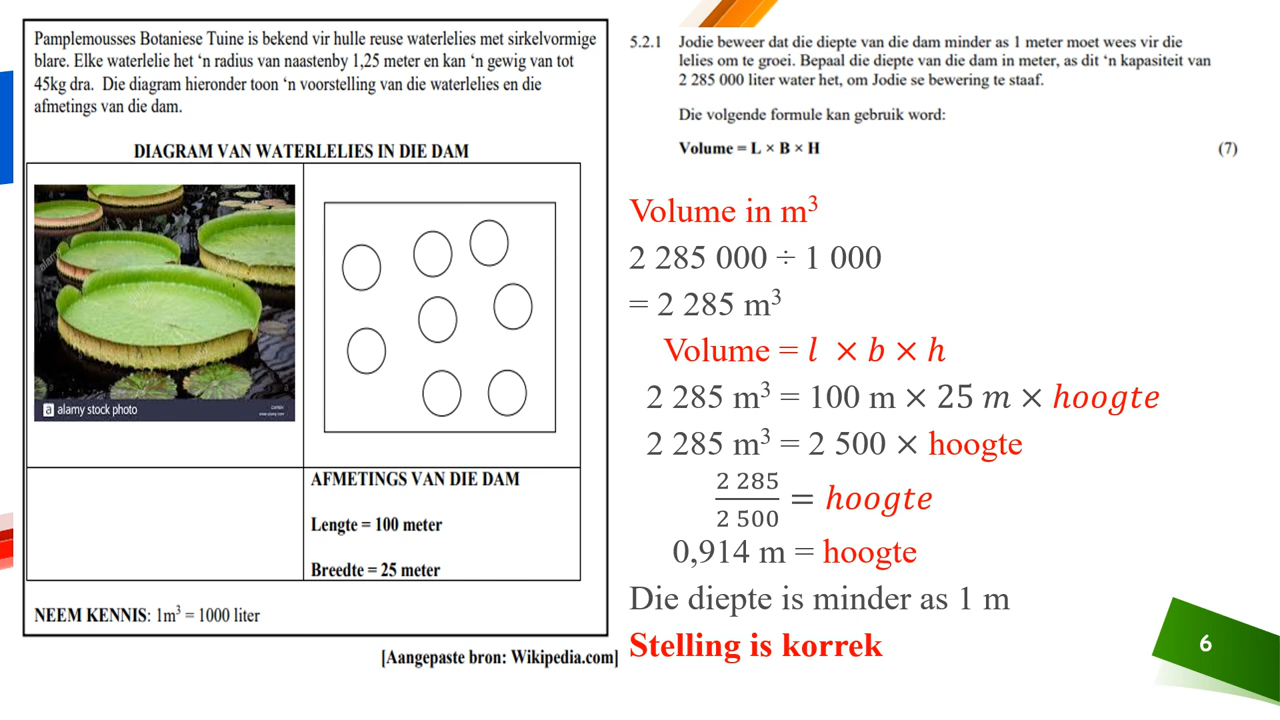 Pamplemousses Botaniese Tuine is bekend vir hulle reuse waterlelies met sirkelvormige
blare. Elke waterlelie het ‘n radius van naastenby 1,25 meter en kan ‘n gewig van tot
45kg dra. Die diagram hieronder toon ‘n voorstelling van die waterlelies en die
afmetings van die dam.
DIAGRAM VAN WATERLELIES IN DIE DAM
alamy
a alamy stock photo
AFMETINGS VAN DIE DAM
Lengte = 100 meter
Breedte = 25 meter
NEEM KENNIS: 1m³ = 1000 liter
[Aangepaste bron: Wikipedia.com]
5.2.1 Jodie beweer dat die diepte van die dam minder as 1 meter moet wees vir die
lelies om te groei. Bepaal die diepte van die dam in meter, as dit ‘n kapasiteit van
2 285 000 liter water het, om Jodie se bewering te staaf.
Die volgende formule kan gebruik word:
Volume = L × B × H (7)
Volume in m³
2 285 000 ÷ 1 000
= 2 285 m³
Volume = l × b × h
2 285 m³ = 100 m × 25 m × hoogte
2 285 m³ = 2 500 × hoogte
2 285
2 500
= hoogte
0,914 m = hoogte
Die diepte is minder as 1 m
Stelling is korrek
6